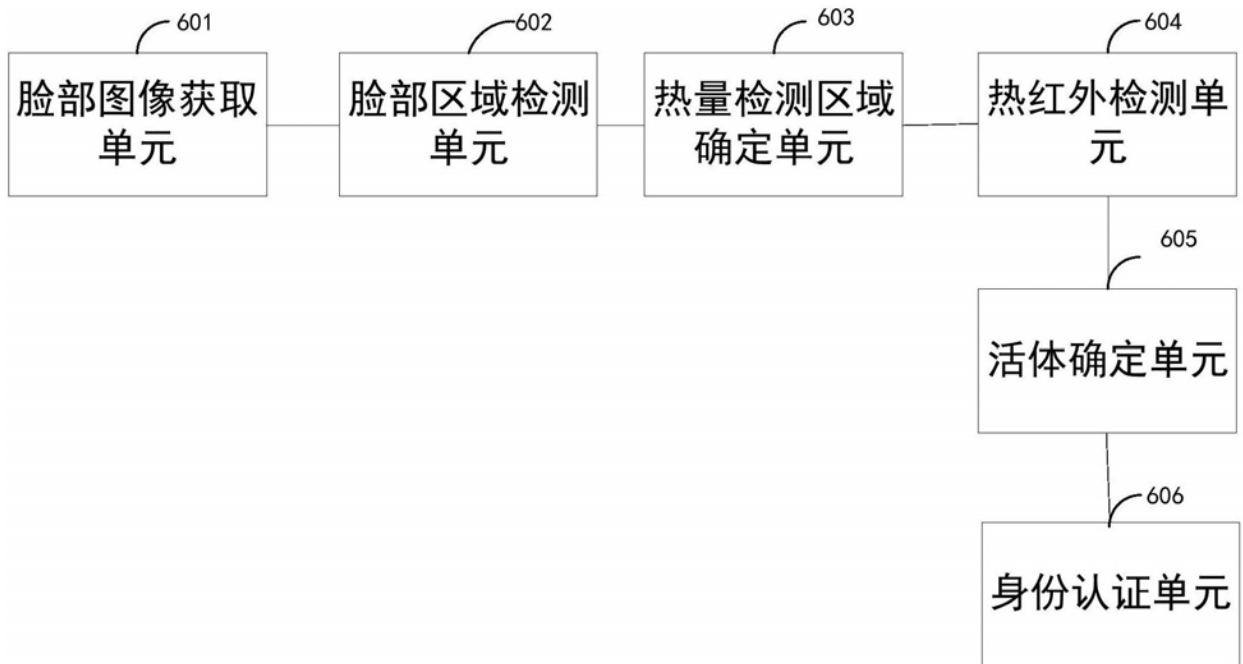 601
脸部图像获取
单元
602
脸部区域检测
单元
603
热量检测区域
确定单元
604
热红外检测单
元
605
活体确定单元
606
身份认证单元